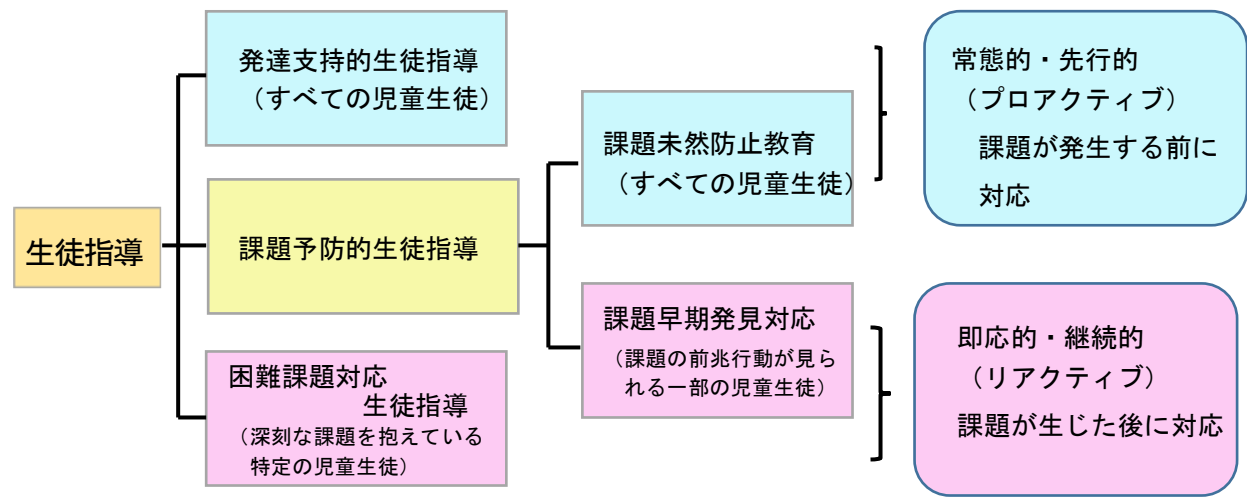 生徒指導
発達支持的生徒指導
（すべての児童生徒）
課題予防的生徒指導
困難課題対応
生徒指導
（深刻な課題を抱えている
特定の児童生徒）
課題未然防止教育
（すべての児童生徒）
課題早期発見対応
（課題の前兆行動が見ら
れる一部の児童生徒）
常態的・先行的
（プロアクティブ）
課題が発生する前に
対応
即応的・継続的
（リアクティブ）
課題が生じた後に対応